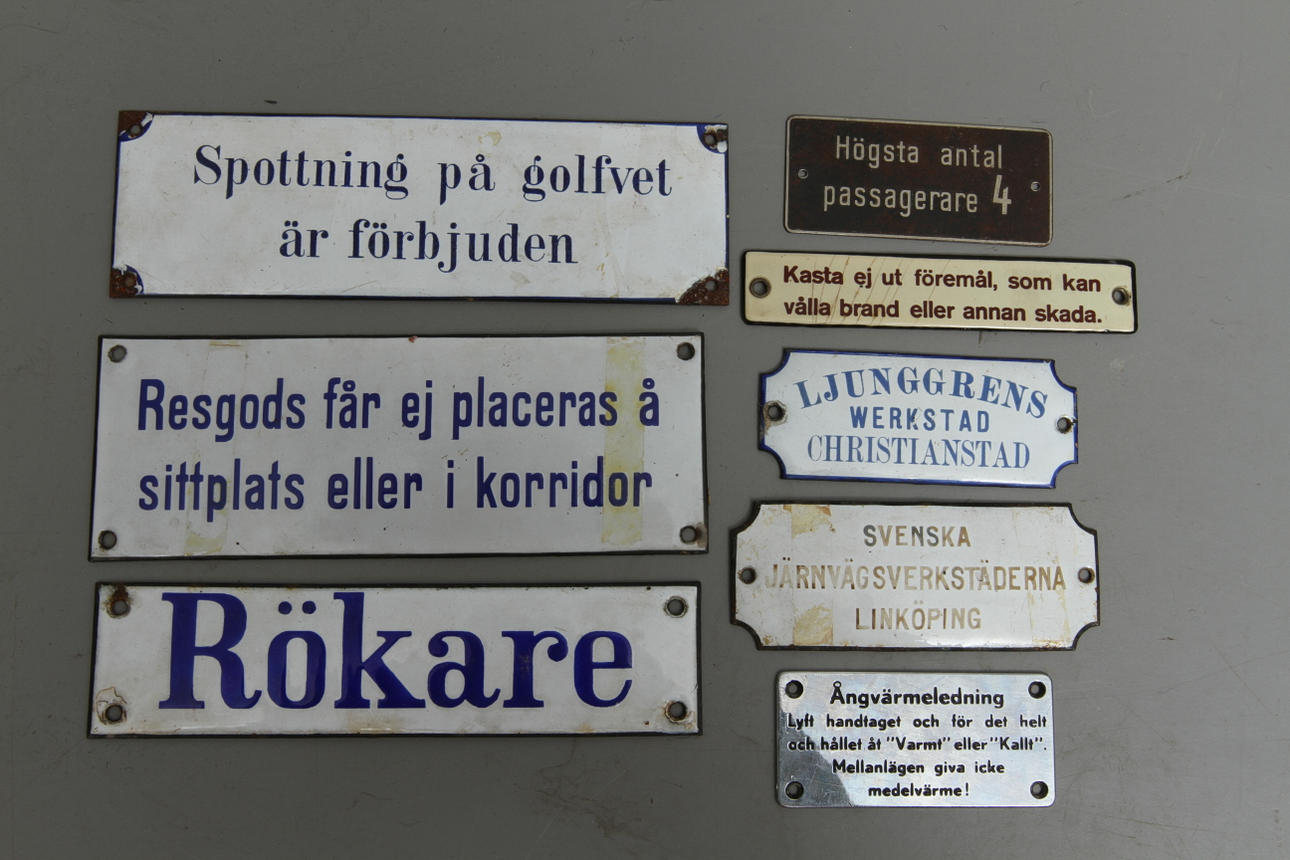 Spottning på golfvet
är förbjuden
Resgods får ej placeras å
sittplats eller i korridor
Rökare
Högsta antal
passagerare 4
Kasta ej ut föremål, som kan
vålla brand eller annan skada.
LJUNGGRENS
WERKSTAD
CHRISTIANSTAD
SVENSKA
JÄRNVÄGSVERKSTÄDERNA
LINKÖPING
Ångvärmeledning
Lyft handtaget och för det helt
och hållet åt "Varmt" eller "Kallt".
Mellanlägen giva icke
medelvärme!